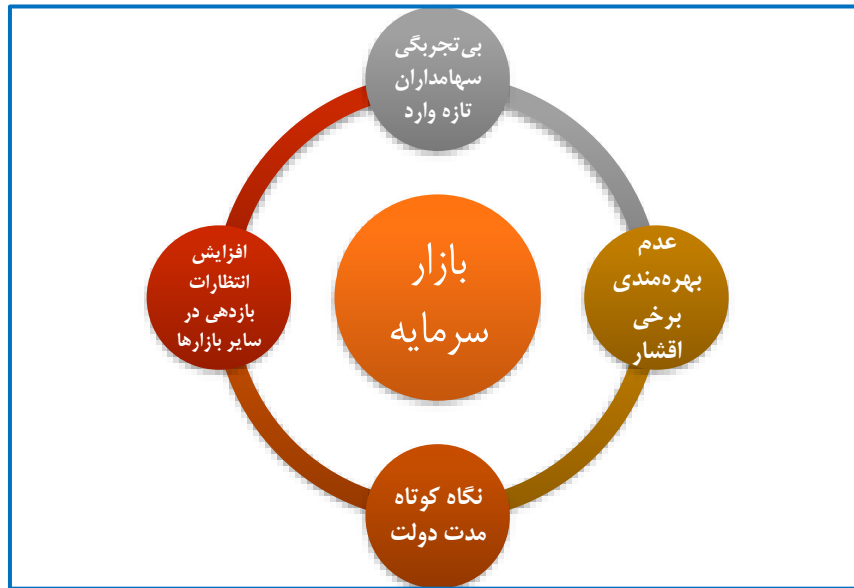 بی‌تجربگی
سهامداران
تازه وارد
عدم
بهره‌مندی
برخی
اقشار
بازار
سرمایه
افزایش
انتظارات
بازدهی در
سایر بازارها
نگاه کوتاه
مدت دولت